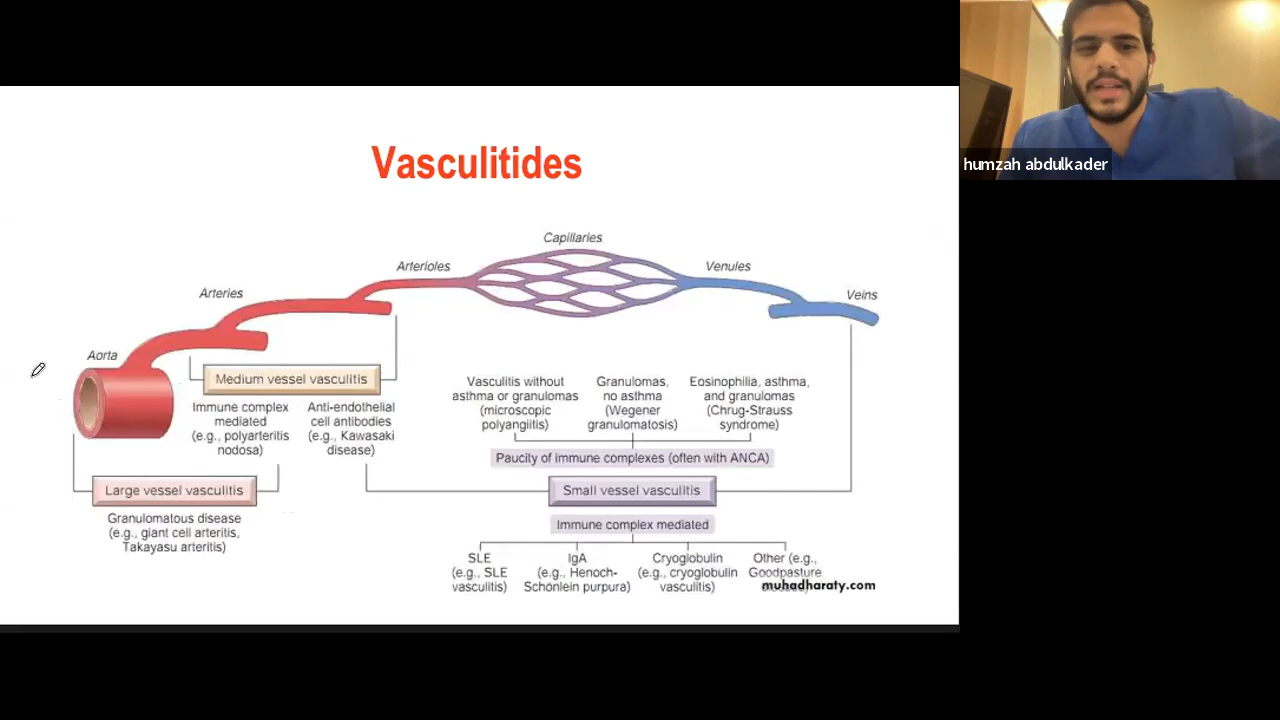 humzah abdulkader
Vasculitides
Capillaries
Arterioles
Venules
Arteries
Veins
Aorta
Medium vessel vasculitis
Immune complex
mediated
(e.g., polyarteritis
nodosa)
Anti-endothelial
cell antibodies
(e.g., Kawasaki
disease)
Vasculitis without
asthma or granulomas
(microscopic
polyangiitis)
Granulomas,
no asthma
(Wegener
granulomatosis)
Eosinophilia, asthma,
and granulomas
(Chrug-Strauss
syndrome)
Paucity of immune complexes (often with ANCA)
Large vessel vasculitis
Granulomatous disease
(e.g., giant cell arteritis,
Takayasu arteritis)
Small vessel vasculitis
Immune complex mediated
SLE
(e.g., SLE
vasculitis)
IgA
(e.g., Henoch-
Schönlein purpura)
Cryoglobulin
(e.g., cryoglobulin
vasculitis)
Other (e.g.,
Goodpasture
muhadharaty.com